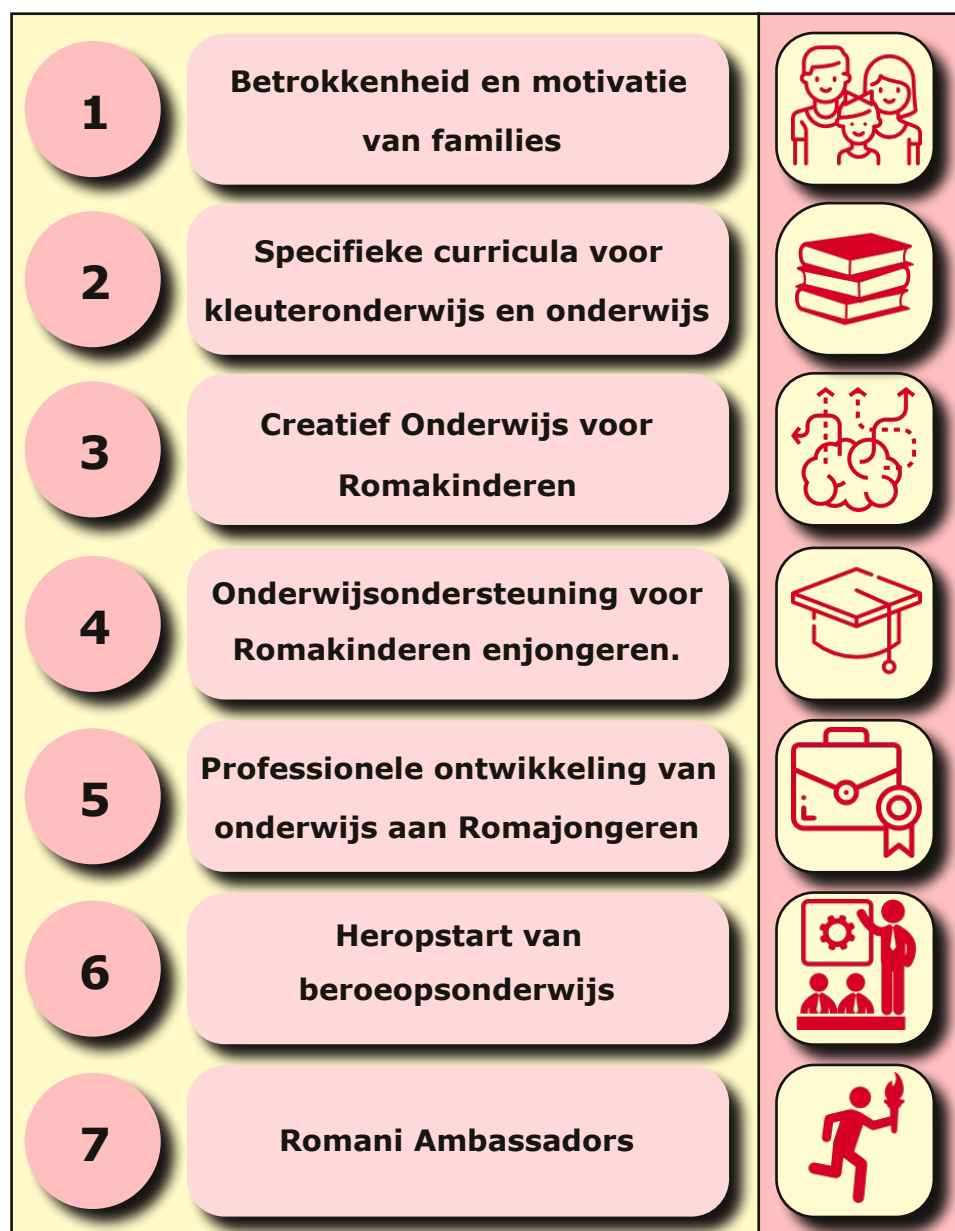 1
Betrokkenheid en motivatie
van families
2
Specifieke curricula voor
kleuteronderwijs en onderwijs
3
Creatief Onderwijs voor
Romakinderen
4
Onderwijsondersteuning voor
Romakinderen enjongeren.
5
Professionele ontwikkeling van
onderwijs aan Romajongeren
6
Heropstart van
beroeopsonderwijs
7
Romani Ambassadors